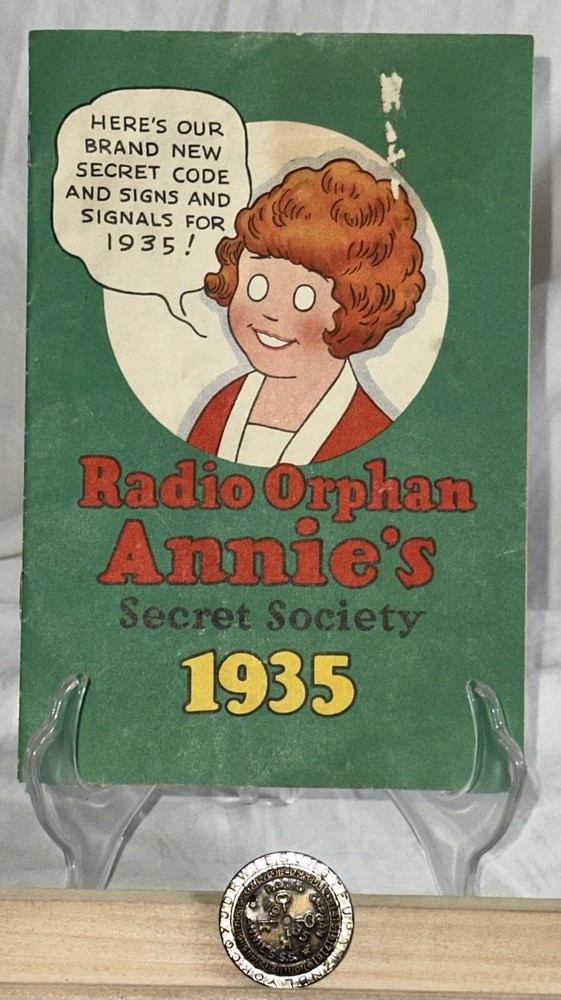 HERE'S OUR
BRAND NEW
SECRET CODE
AND SIGNS AND
SIGNALS FOR
1935!
Radio Orphan
Annie's
Secret Society
1935